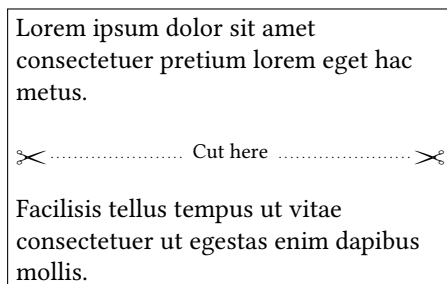 Lorem ipsum dolor sit amet
consectetuer pretium lorem eget hac
metus.
Cut here
Facilisis tellus tempus ut vitae
consectetuer ut egestas enim dapibus
mollis.